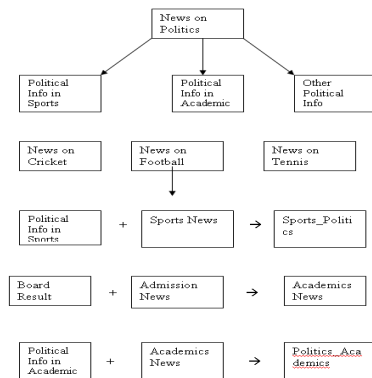 News on
Politics
Political
Info in
Sports
Political
Info in
Academic
Other
Political
Info
News on
Cricket
News on
Football
News on
Tennis
Political
Info in
Sports
+
Sports News
→
Sports_Politi
cs
Board
Result
+
Admission
News
→
Academics
News
Political
Info in
Academic
+
Academics
News
→
Politics_Aca
demics